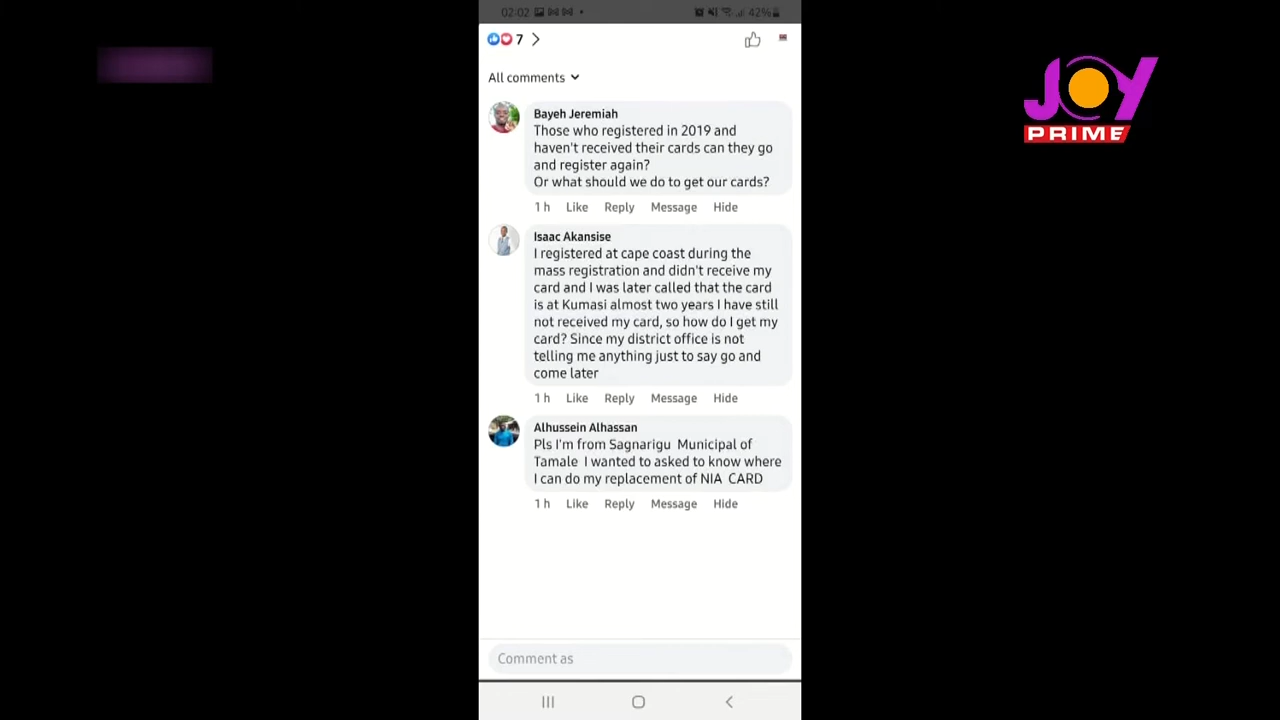 02:02
42%
JOY
PRIME
7
All comments
Bayeh Jeremiah
Those who registered in 2019 and
haven't received their cards can they go
and register again?
Or what should we do to get our cards?
1 h Like Reply Message Hide
Isaac Akansise
I registered at cape coast during the
mass registration and didn't receive my
card and I was later called that the card
is at Kumasi almost two years I have still
not received my card, so how do I get my
card? Since my district office is not
telling me anything just to say go and
come later
1 h Like Reply Message Hide
Alhussein Alhassan
Pls I'm from Sagnarigu Municipal of
Tamale I wanted to asked to know where
I can do my replacement of NIA CARD
1 h Like Reply Message Hide
Comment as